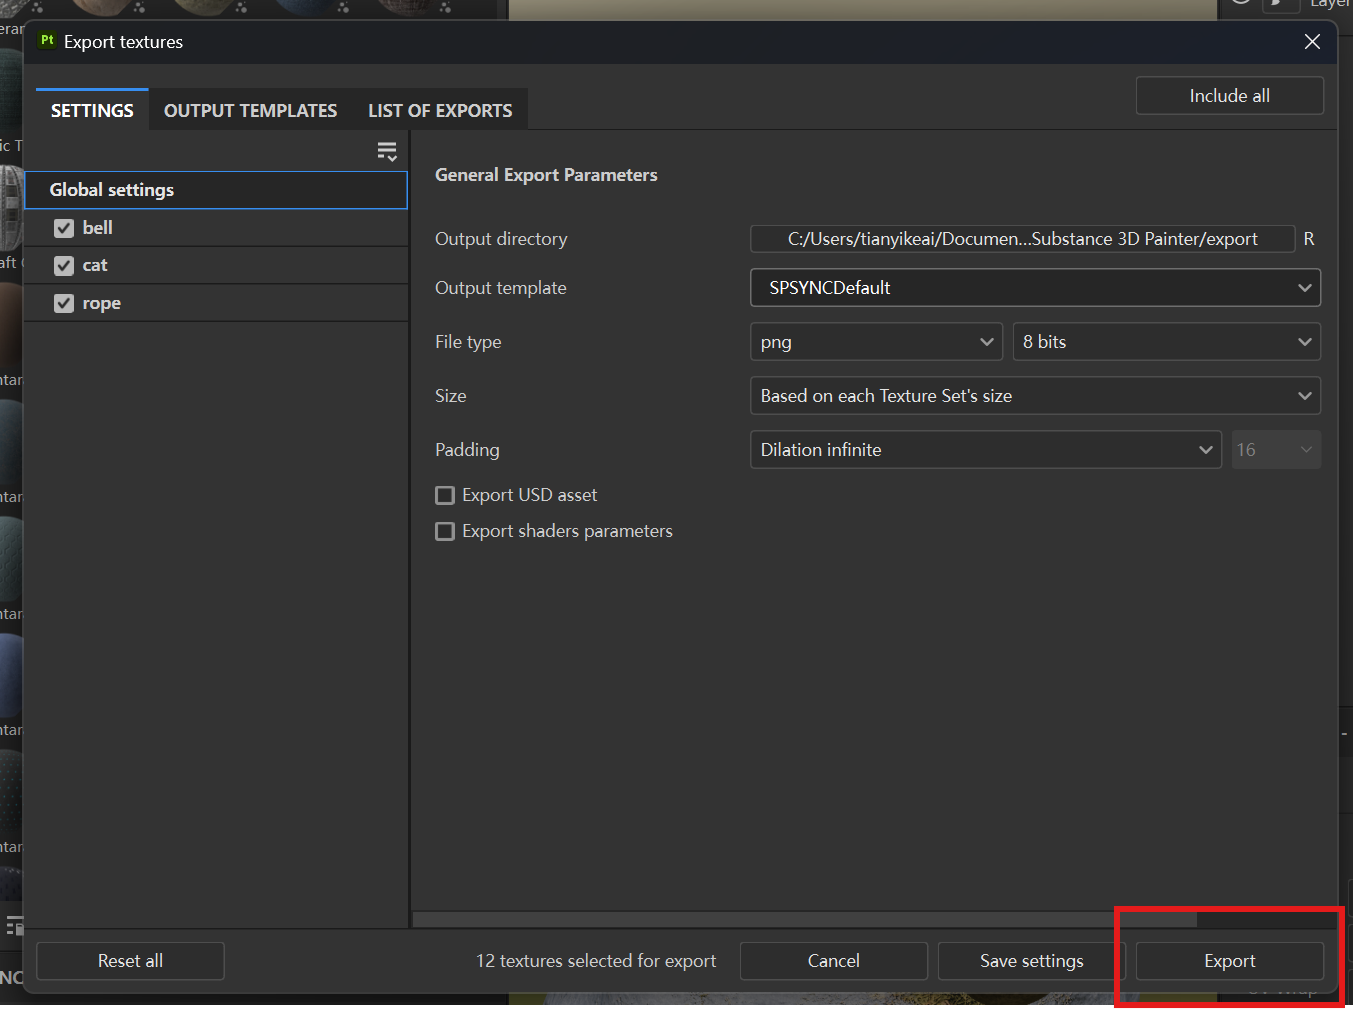 Layer
Pt Export textures
SETTINGS OUTPUT TEMPLATES LIST OF EXPORTS Include all
Global settings
bell
cat
rope
General Export Parameters
Output directory C:/Users/tianyikeai/Documen...Substance 3D Painter/export R
Output template SPSYNCDefault
File type png 8 bits
Size Based on each Texture Set's size
Padding Dilation infinite 16
Export USD asset
Export shaders parameters
Reset all 12 textures selected for export Cancel Save settings Export